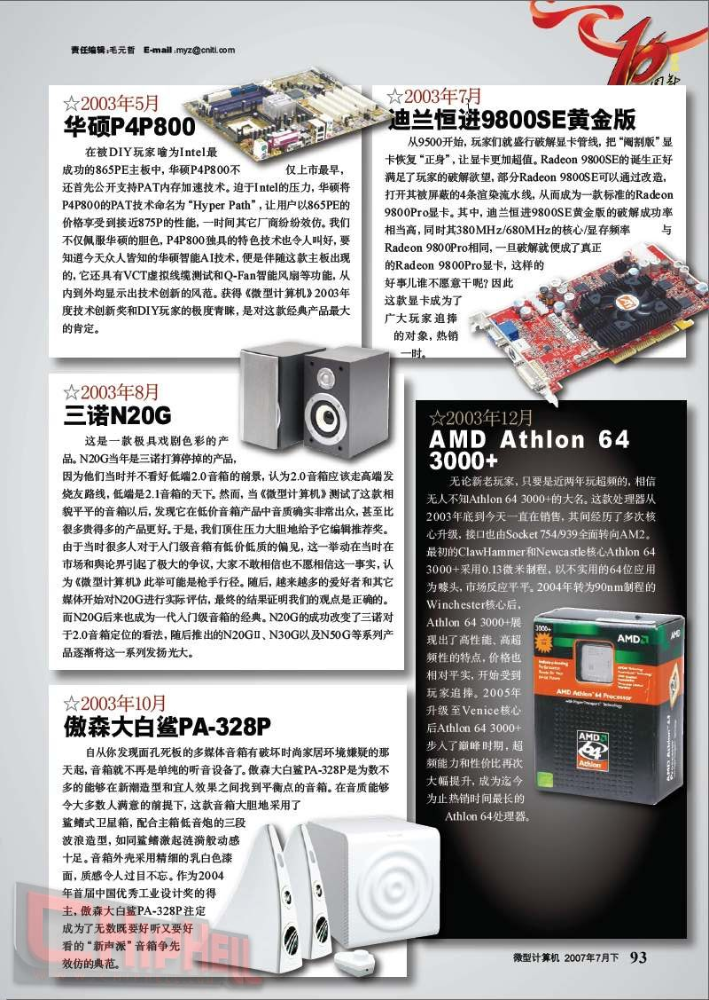 责任编辑:毛元哲 E-mail:myz@cniti.com
☆2003年5月
华硕P4P800
在被DIY玩家喻为Intel最
成功的865PE主板中，华硕P4P800不仅上市最早，
还首先公开支持PAT内存加速技术。迫于Intel的压力，华硕将
P4P800的PAT技术命名为“Hyper Path”，让用户以865PE的
价格享受到接近875P的性能，一时间其它厂商纷纷效仿。我们
不仅佩服华硕的胆色，P4P800独具的特色技术也令人叫好，要
知道今天众人皆知的华硕智能AI技术，便是伴随这款主板出现
的，它还具有VCT虚拟线缆测试和Q-Fan智能风扇等功能，从
内到外均显示出技术创新的风范。获得《微型计算机》2003年
度技术创新奖和DIY玩家的极度青睐，是对这款经典产品最大
的肯定。
☆2003年7月
迪兰恒进9800SE黄金版
从9500开始，玩家们就盛行破解显卡管线，把“阉割版”显
卡恢复“正身”，让显卡更加超值。Radeon 9800SE的诞生正好
满足了玩家的破解欲望，部分Radeon 9800SE可以通过改造，
打开其被屏蔽的4条渲染流水线，从而成为一款标准的Radeon
9800Pro显卡。其中，迪兰恒进9800SE黄金版的破解成功率
相当高，同时其380MHz/680MHz的核心/显存频率与
Radeon 9800Pro相同，一旦破解就便成了真正
的Radeon 9800Pro显卡，这样的
好事儿谁不愿意干呢？因此
这款显卡成为了
广大玩家追捧
的对象，热销
一时。
☆2003年8月
三诺N20G
这是一款极具戏剧色彩的产
品。N20G当年是三诺打算停掉的产品，
因为他们当时并不看好低端2.0音箱的前景，认为2.0音箱应该走高端发
烧友路线，低端是2.1音箱的天下。然而，当《微型计算机》测试了这款相
貌平平的音箱以后，发现它在低价音箱产品中音质确实非常出众，甚至比
很多贵得多的产品更好。于是，我们顶住压力大胆地给予它编辑推荐奖。
由于当时很多人对于入门级音箱有低价低质的偏见，这一举动在当时在
市场和舆论界引起了极大的争议，大家不敢相信也不愿相信这一事实，认
为《微型计算机》此举可能是枪手行径。随后，越来越多的爱好者和其它
媒体开始对N20G进行实际评估，最终的结果证明我们的观点是正确的。
而N20G后来也成为一代入门级音箱的经典。N20G的成功改变了三诺对
于2.0音箱定位的看法，随后推出的N20GⅡ、N30G以及N50G等系列产
品逐渐将这一系列发扬光大。
☆2003年10月
傲森大白鲨PA-328P
自从你发现面孔死板的多媒体音箱有破坏时尚家居环境嫌疑的那
天起，音箱就不再是单纯的听音设备了。傲森大白鲨PA-328P是为数不
多的能够在新潮造型和宜人效果之间找到平衡点的音箱。在音质能够
令大多数人满意的前提下，这款音箱大胆地采用了
鲨鳍式卫星箱，配合主箱低音炮的三段
波浪造型，如同鲨鳍激起涟漪般动感
十足。音箱外壳采用精细的乳白色漆
面，质感令人过目不忘。作为2004
年首届中国优秀工业设计奖的得
主，傲森大白鲨PA-328P注定
成为了无数既要好听又要好
看的“新声派”音箱争先
效仿的典范。
☆2003年12月
AMD Athlon 64
3000+
无论新老玩家，只要是近两年玩超频的，相信
无人不知Athlon 64 3000+的大名。这款处理器从
2003年底到今天一直在销售，其间经历了多次核
心升级，接口也由Socket 754/939全面转向AM2。
最初的ClawHammer和Newcastle核心Athlon 64
3000+采用0.13微米制程，以不实用的64位应用
为噱头，市场反应平平。2004年转为90nm制程的
Winchester核心后，
Athlon 64 3000+展
现出了高性能、高超
频性的特点，价格也
相对平实，开始受到
玩家追捧。2005年
升级至Venice核心
后Athlon 64 3000+
步入了巅峰时期，超
频能力和性价比再次
大幅提升，成为迄今
为止热销时间最长的
Athlon 64处理器。
3000+
AMD
AMD
AMD Athlon 64 Processor
with HyperTransport Technology
AMD
64
Athlon
CHIPHELL
微型计算机 2007年7月下 93